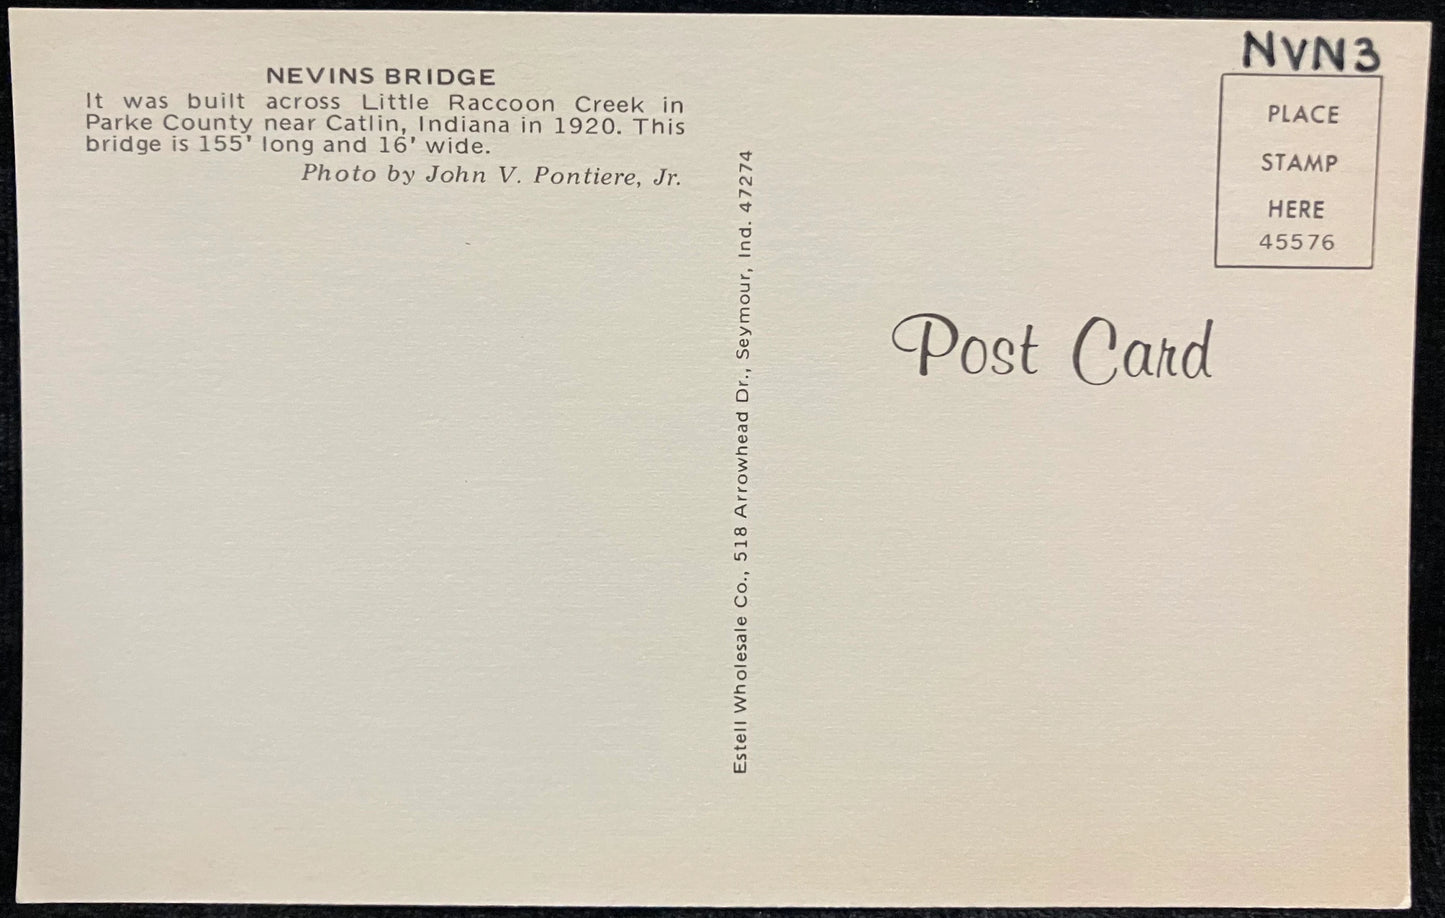 NVN3
NEVINS BRIDGE
It was built across Little Raccoon Creek in
Parke County near Catlin, Indiana in 1920. This
bridge is 155' long and 16' wide.
Photo by John V. Pontiere, Jr.
Estell Wholesale Co., 518 Arrowhead Dr., Seymour, Ind. 47274
PLACE
STAMP
HERE
45576
Post Card